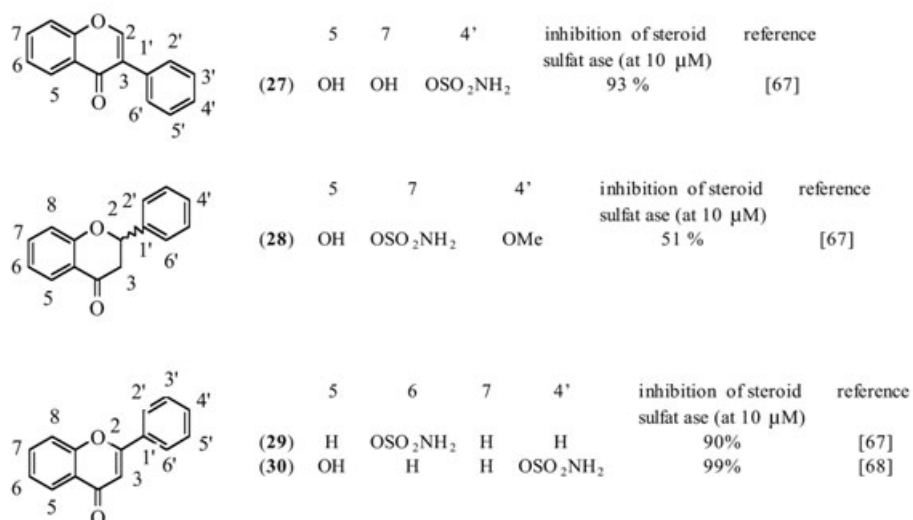 5 7 4’ inhibition of steroid reference
sulfat ase (at 10 µM)
(27) OH OH OSO2NH2 93 % [67]
O
2
7
6
5
O
3
1'
2'
3'
4'
5'
6'
5 7 4’ inhibition of steroid reference
sulfat ase (at 10 µM)
(28) OH OSO2NH2 OMe 51 % [67]
8
7
6
5
O
2
3
O
1'
2'
4'
6'
5 6 7 4’ inhibition of steroid reference
sulfat ase (at 10 µM)
(29) H OSO2NH2 H H 90% [67]
(30) OH H H OSO2NH2 99% [68]
8
7
6
5
O
2
3
O
1'
2'
3'
4'
5'
6'